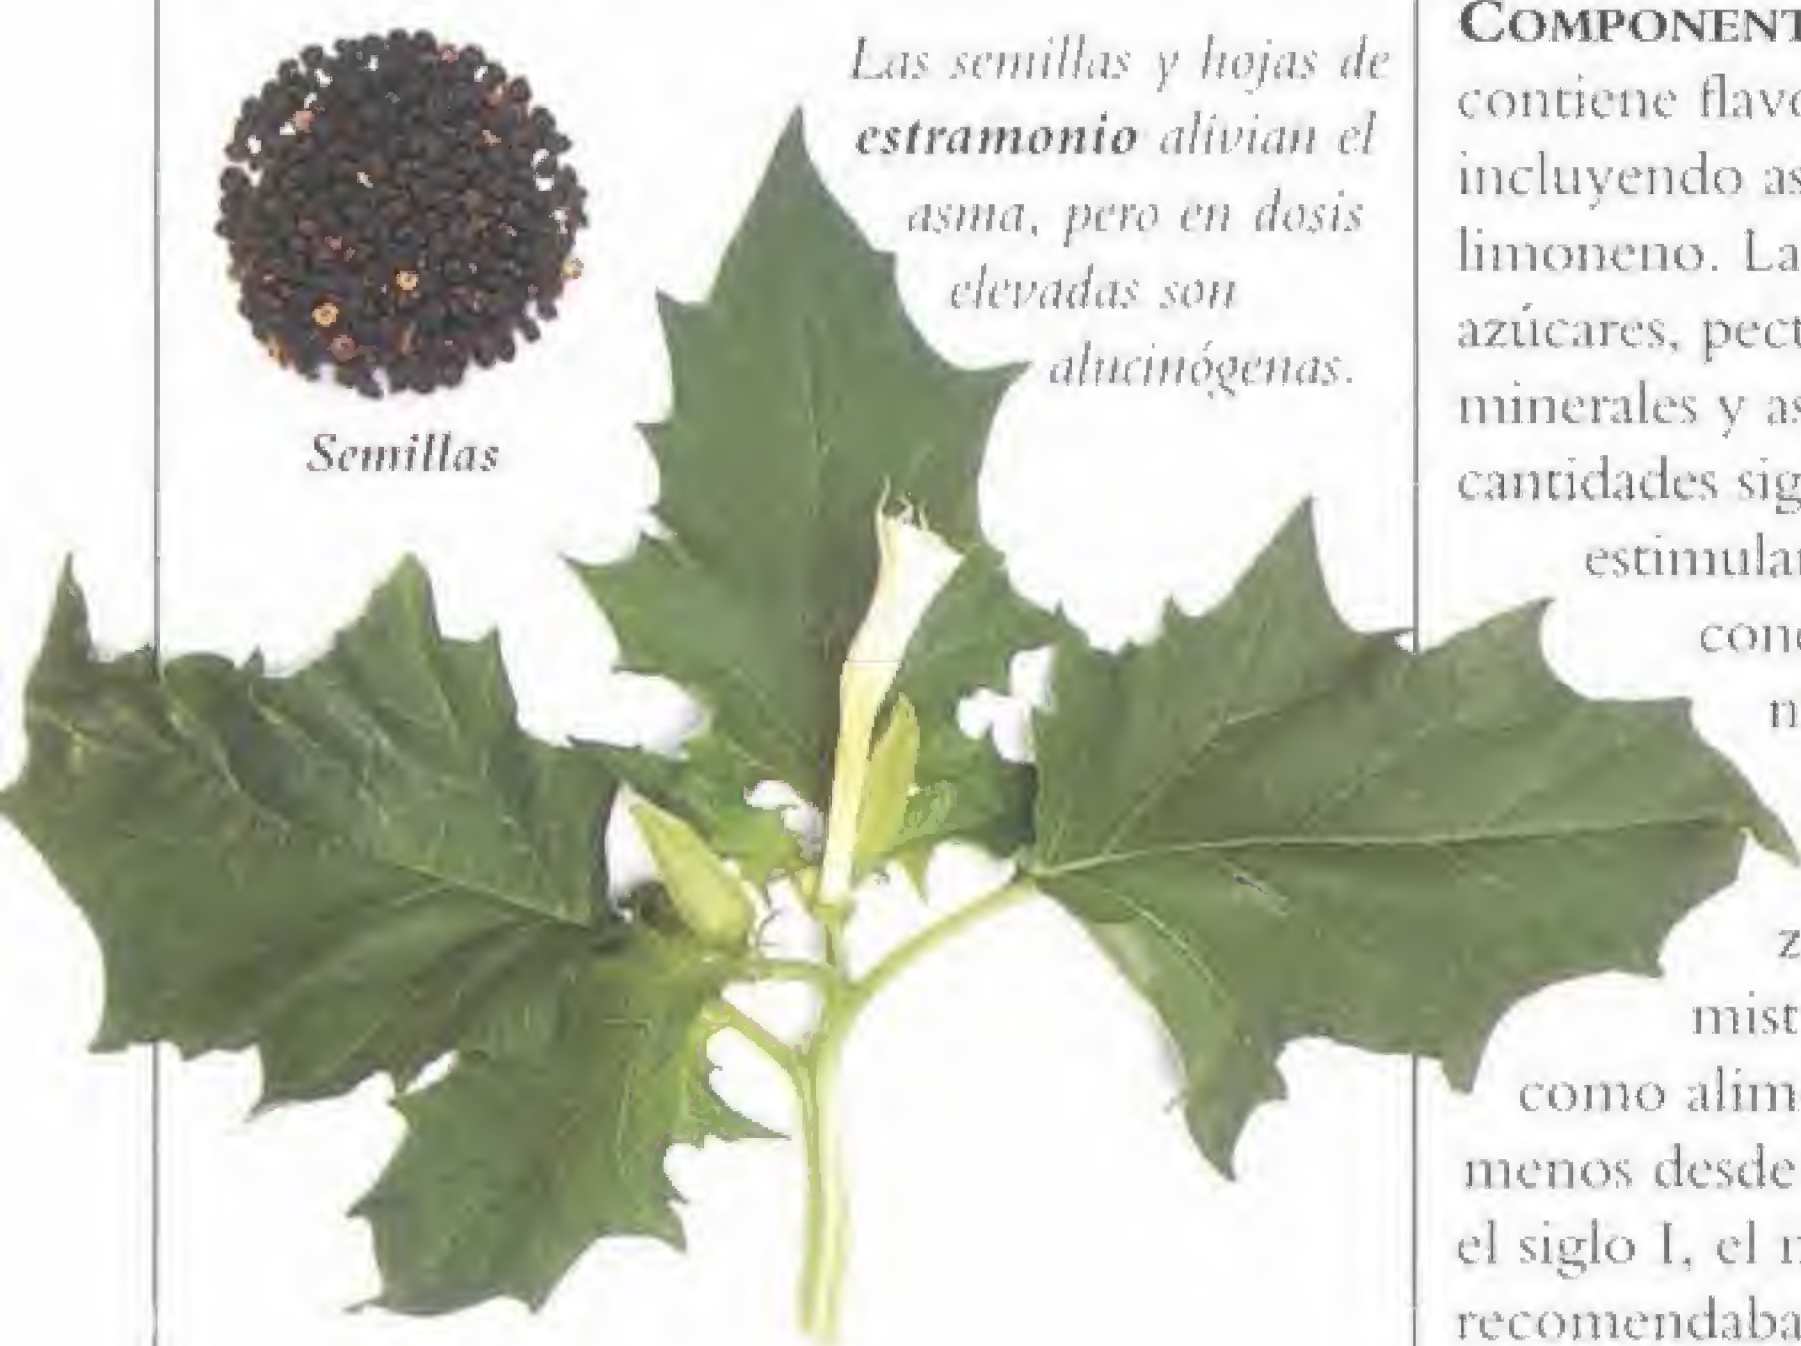 Las semillas y hojas de
estramonio alivian el
asma, pero en dosis
elevadas son
alucinógenas.
Semillas
COMPONENT
contiene flavo
incluyendo as
limoneno. La
azúcares, pect
minerales y as
cantidades sig
estimular
cono
n
z
mist
como alim
menos desde
el siglo I, el
recomendaba